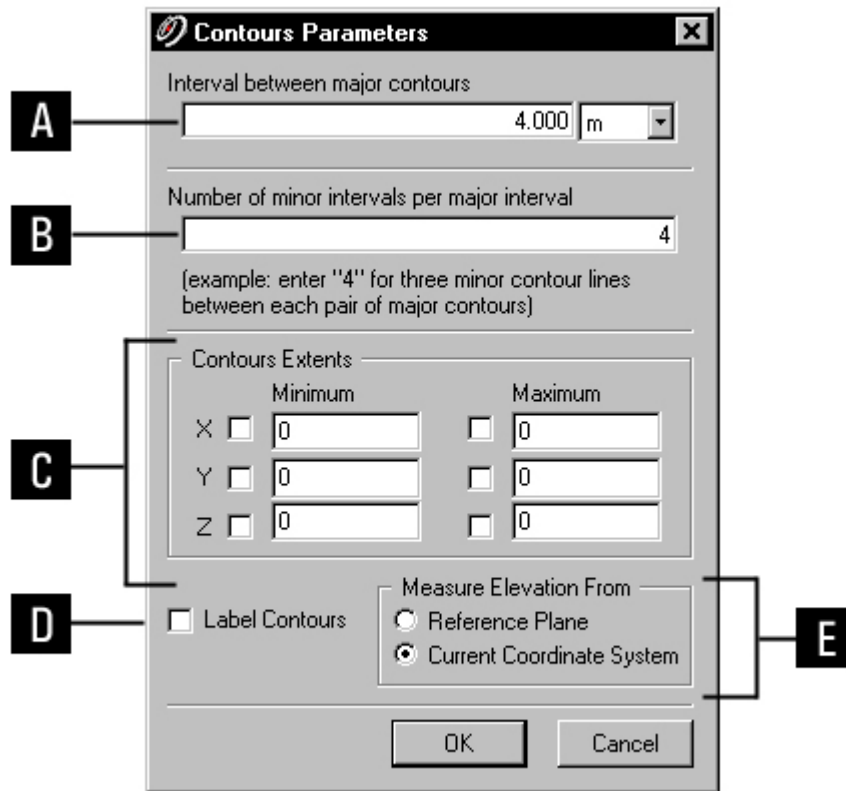 Contours Parameters
Interval between major contours
A
4.000 m
Number of minor intervals per major interval
B
4
(example: enter "4" for three minor contour lines
between each pair of major contours)
Contours Extents
Minimum Maximum
X 0 0
C
Y 0 0
Z 0 0
Measure Elevation From
D
Label Contours
Reference Plane
E
Current Coordinate System
OK Cancel